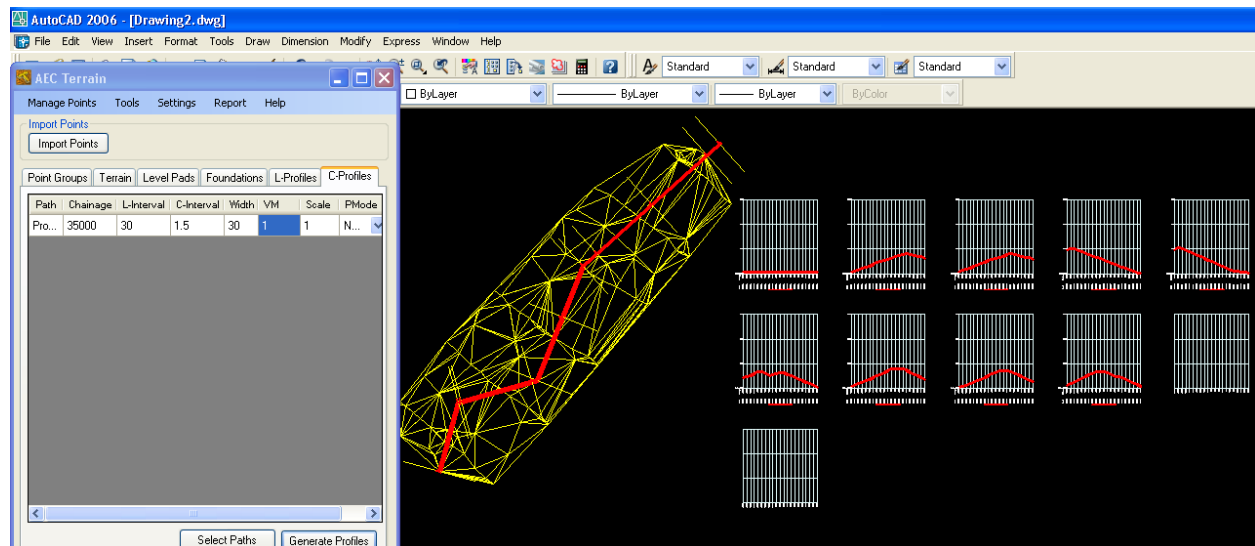 AutoCAD 2006 - [Drawing2.dwg]
File Edit View Insert Format Tools Draw Dimension Modify Express Window Help
Standard Standard Standard
ByLayer ByLayer ByLayer ByColor
AEC Terrain
Manage Points Tools Settings Report Help
Import Points
Import Points
Point Groups Terrain Level Pads Foundations L-Profiles C-Profiles
Path Chainage L-Interval C-Interval Width VM Scale PMode
Pro... 35000 30 1.5 30 1 1 N...
Select Paths Generate Profiles